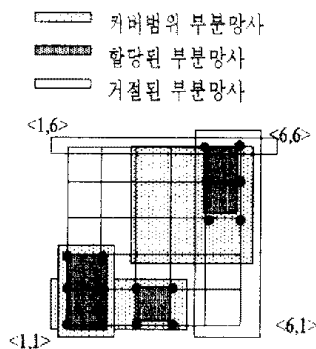 커버범위 부분망사
할당된 부분망사
거절된 부분망사
<1,6>
<6,6>
<1,1>
<6,1>